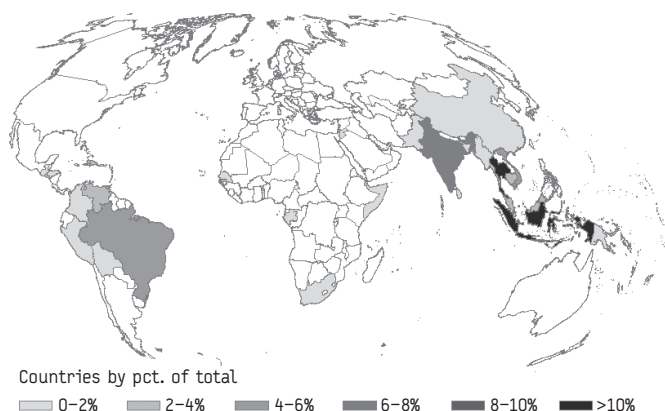 Countries by pct. of total
0–2% 2–4% 4–6% 6–8% 8–10% >10%